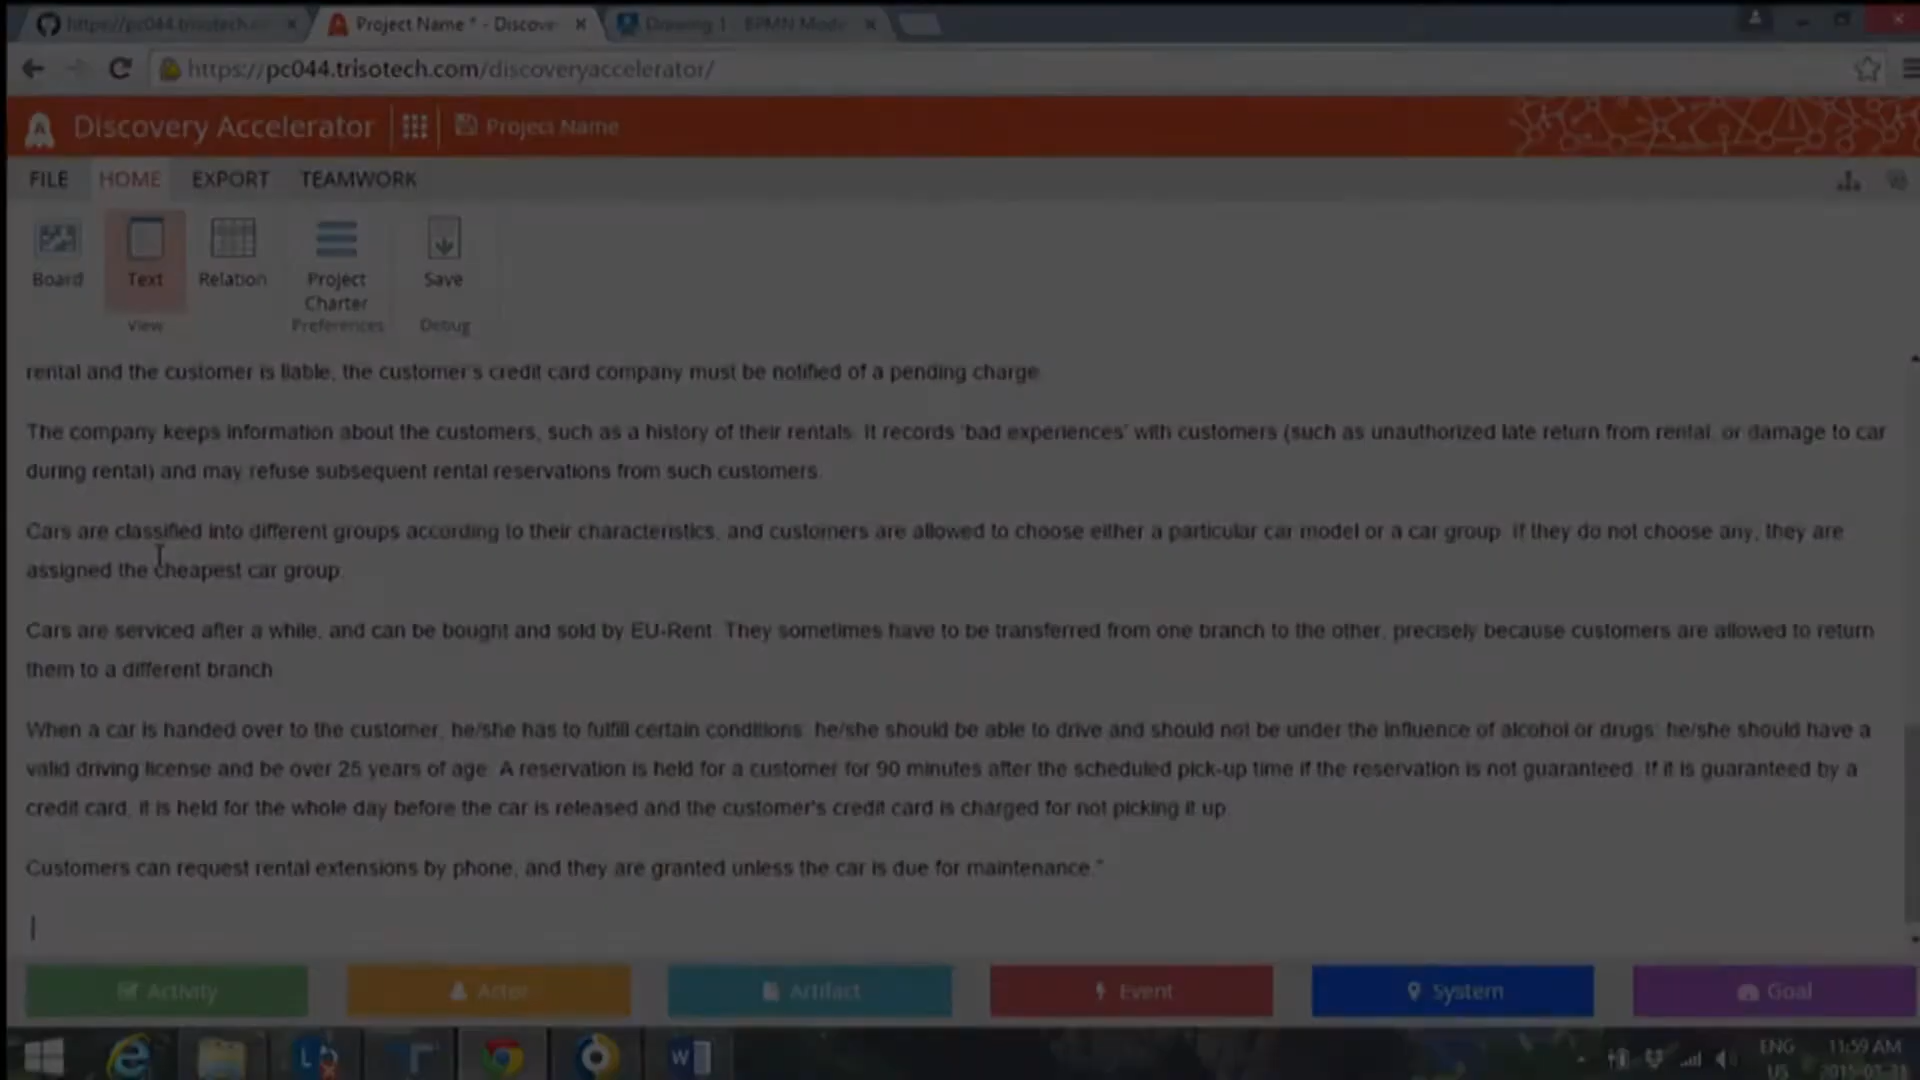 https://pc044.trisotech.c
Project Name * - Discove
Drawing 1 - BPMN Mode
https://pc044.trisotech.com/discoveryaccelerator/
Discovery Accelerator
Project Name
FILE HOME EXPORT TEAMWORK
Board Text Relation Project Charter Save
View Preferences Debug
rental and the customer is liable, the customer's credit card company must be notified of a pending charge.
The company keeps information about the customers, such as a history of their rentals. It records 'bad experiences' with customers (such as unauthorized late return from rental, or damage to car
during rental) and may refuse subsequent rental reservations from such customers.
Cars are classified into different groups according to their characteristics, and customers are allowed to choose either a particular car model or a car group. If they do not choose any, they are
assigned the cheapest car group.
Cars are serviced after a while, and can be bought and sold by EU-Rent. They sometimes have to be transferred from one branch to the other, precisely because customers are allowed to return
them to a different branch.
When a car is handed over to the customer, he/she has to fulfill certain conditions: he/she should be able to drive and should not be under the influence of alcohol or drugs; he/she should have a
valid driving license and be over 25 years of age. A reservation is held for a customer for 90 minutes after the scheduled pick-up time if the reservation is not guaranteed. If it is guaranteed by a
credit card, it is held for the whole day before the car is released and the customer's credit card is charged for not picking it up.
Customers can request rental extensions by phone, and they are granted unless the car is due for maintenance."
Activity Actor Artifact Event System Goal
ENG 11:59 AM
US